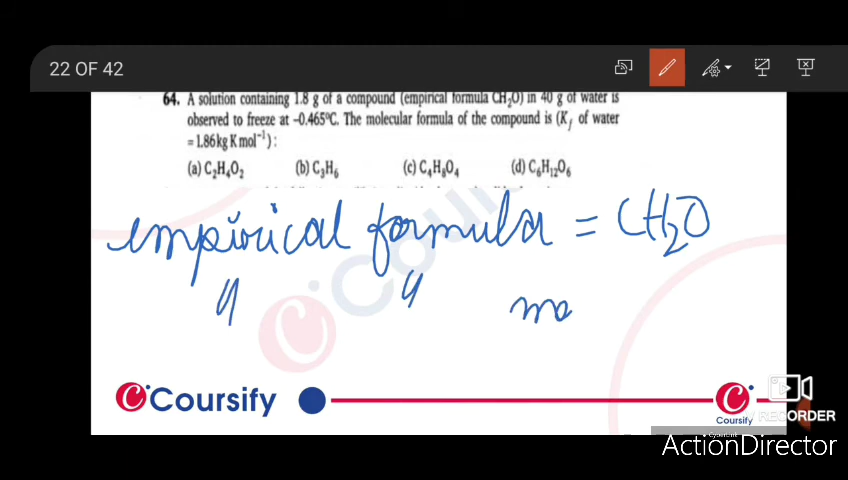 22 OF 42
64. A solution containing 1.8 g of a compound (empirical formula CH₂O) in 40 g of water is
observed to freeze at –0.465°C. The molecular formula of the compound is (K_f of water
= 1.86 kg K mol⁻¹) :
(a) C₂H₄O₂ (b) C₃H₆ (c) C₄H₈O₄ (d) C₆H₁₂O₆
empirical formula = CH₂O
〃 〃 ma
Coursify
Coursify
RECORDER
ActionDirector